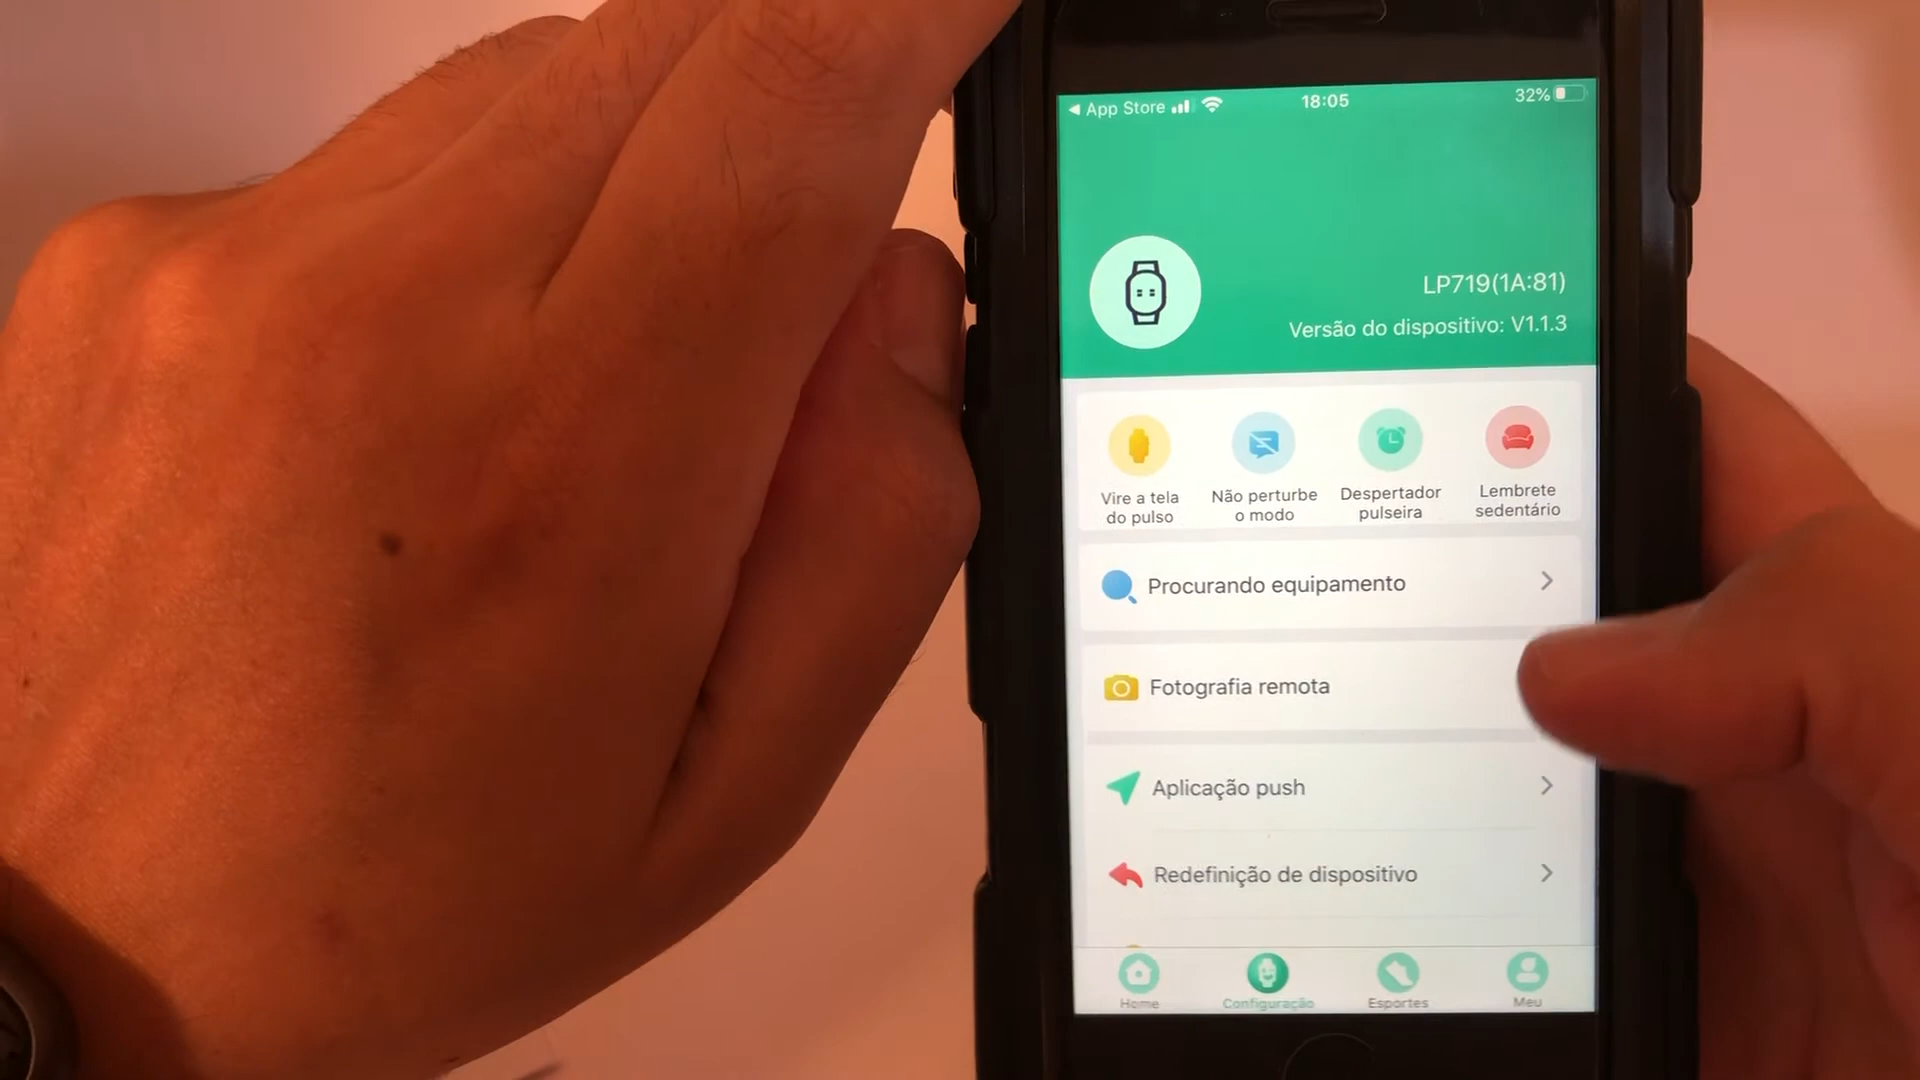 ◀ App Store
18:05
32%
LP719(1A:81)
Versão do dispositivo: V1.1.3
Vire a tela
do pulso
Não perturbe
o modo
Despertador
pulseira
Lembrete
sedentário
Procurando equipamento
Fotografia remota
Aplicação push
Redefinição de dispositivo
Home
Configuração
Esportes
Meu